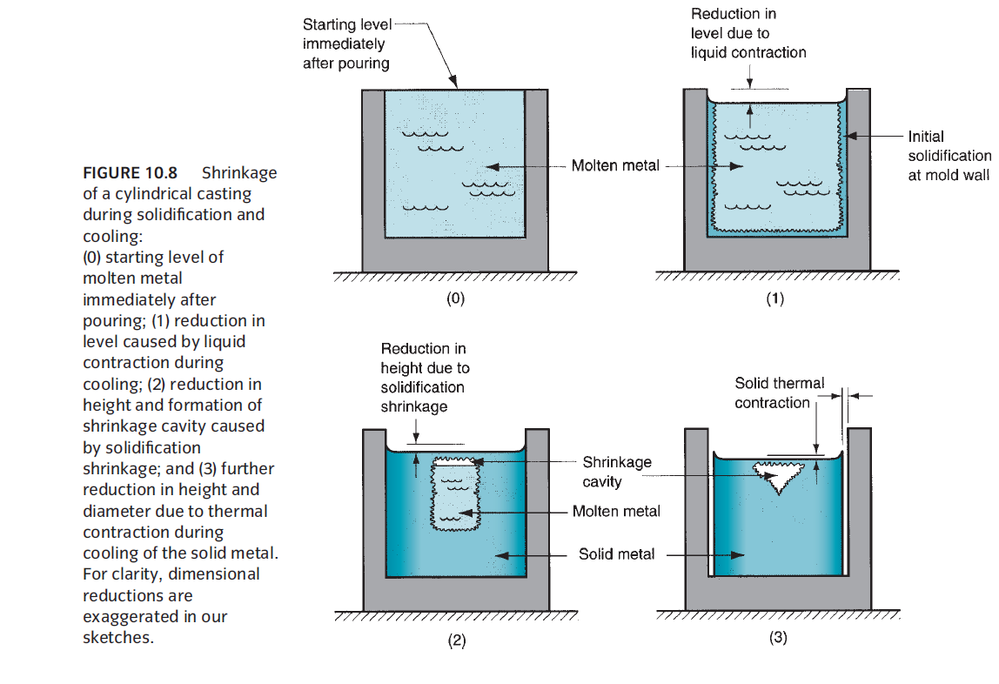 FIGURE 10.8 Shrinkage
of a cylindrical casting
during solidification and
cooling:
(0) starting level of
molten metal
immediately after
pouring; (1) reduction in
level caused by liquid
contraction during
cooling; (2) reduction in
height and formation of
shrinkage cavity caused
by solidification
shrinkage; and (3) further
reduction in height and
diameter due to thermal
contraction during
cooling of the solid metal.
For clarity, dimensional
reductions are
exaggerated in our
sketches.
Starting level
immediately
after pouring
Reduction in
level due to
liquid contraction
Molten metal
Initial
solidification
at mold wall
(0)
(1)
Reduction in
height due to
solidification
shrinkage
Solid thermal
contraction
Shrinkage
cavity
Molten metal
Solid metal
(2)
(3)